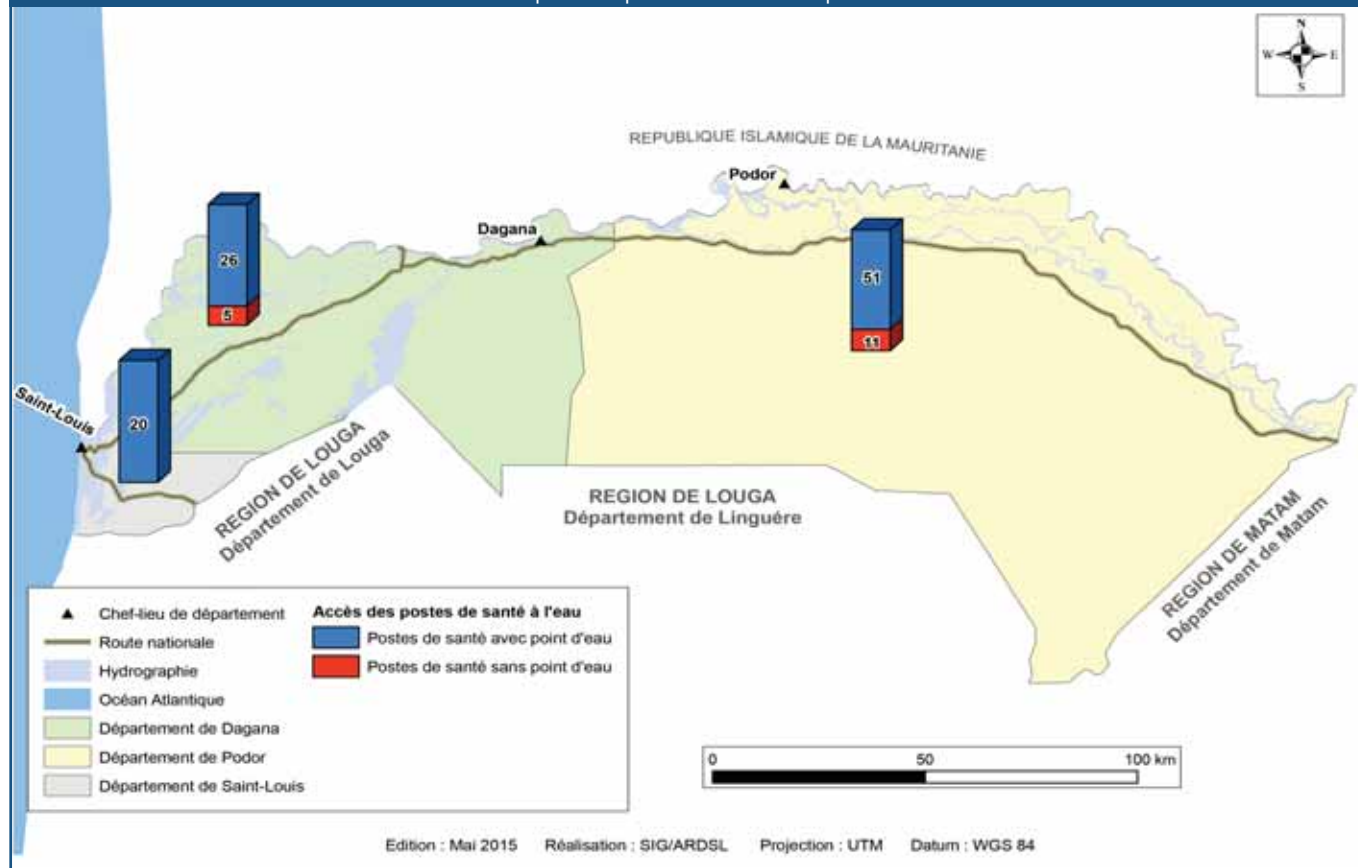 N
W E
S
REPUBLIQUE ISLAMIQUE DE LA MAURITANIE
Podor
Dagana
26
5
51
11
20
Saint-Louis
REGION DE LOUGA
Département de Louga
REGION DE LOUGA
Département de Linguére
REGION DE MATAM
Département de Matam
Chef-lieu de département
Route nationale
Hydrographie
Océan Atlantique
Département de Dagana
Département de Podor
Département de Saint-Louis
Accès des postes de santé à l'eau
Postes de santé avec point d'eau
Postes de santé sans point d'eau
0 50 100 km
Edition : Mai 2015 Réalisation : SIG/ARDSL Projection : UTM Datum : WGS 84